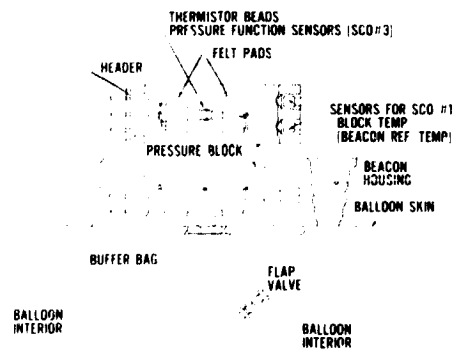 THERMISTOR BEADS
PRESSURE FUNCTION SENSORS (SCO#3)
FELT PADS
HEADER
SENSORS FOR SCO #1
BLOCK TEMP
(BEACON REF TEMP)
PRESSURE BLOCK
BEACON
HOUSING
BALLOON SKIN
BUFFER BAG
FLAP
VALVE
BALLOON
INTERIOR
BALLOON
INTERIOR